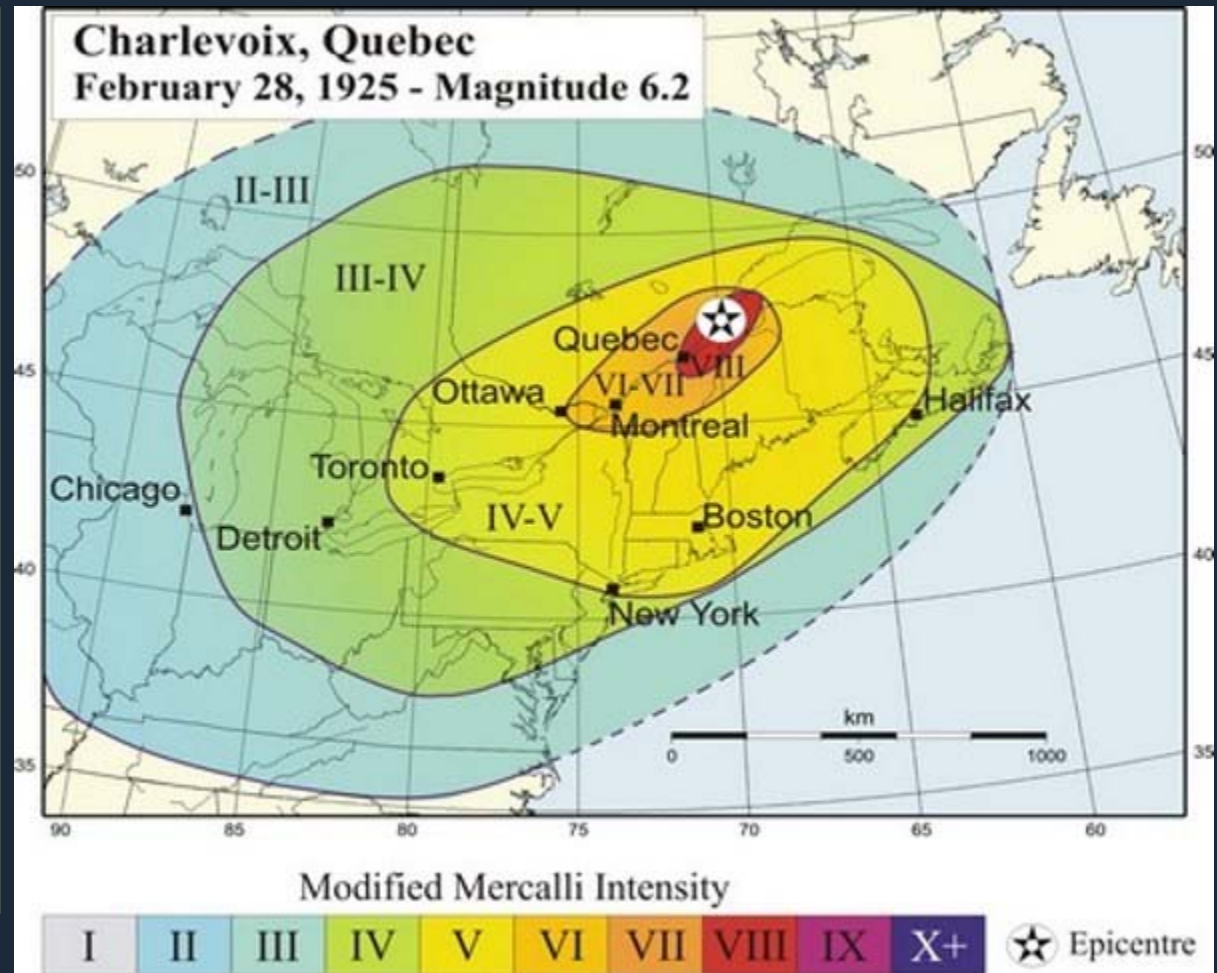 Charlevoix, Quebec
February 28, 1925 - Magnitude 6.2
50
50
II-III
III-IV
Quebec
VIII
45
45
VI-VII
Ottawa
Halifax
Montreal
Toronto
Chicago
IV-V
Boston
Detroit
40
40
New York
km
0
500
1000
35
35
90
85
80
75
70
65
60
Modified Mercalli Intensity
I II III IV V VI VII VIII IX X+ Epicentre